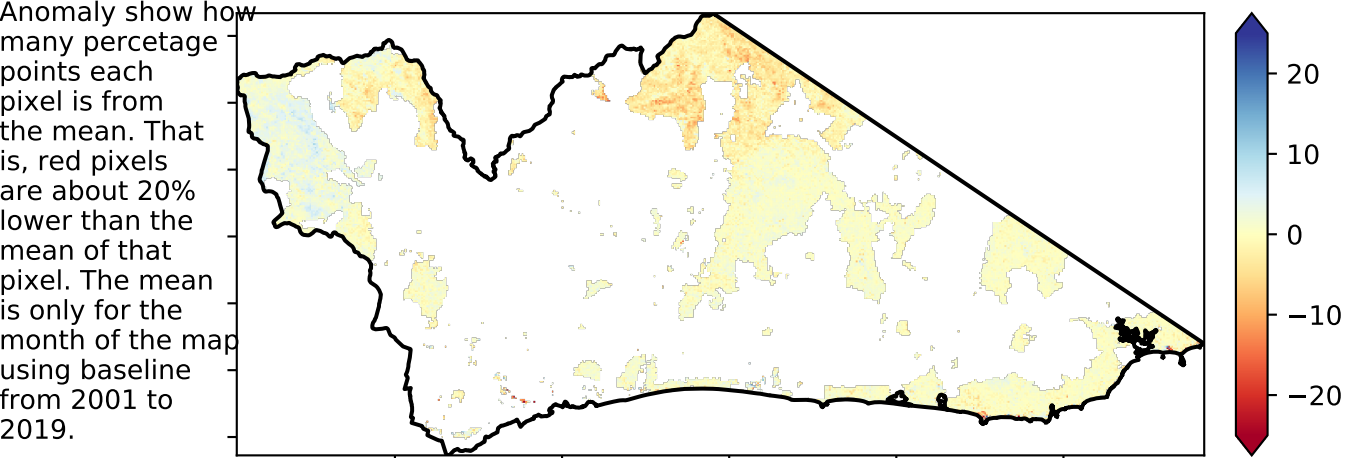 Anomaly show how
many percetage
points each
pixel is from
the mean. That
is, red pixels
are about 20%
lower than the
mean of that
pixel. The mean
is only for the
month of the map
using baseline
from 2001 to
2019.
20
10
0
−10
−20